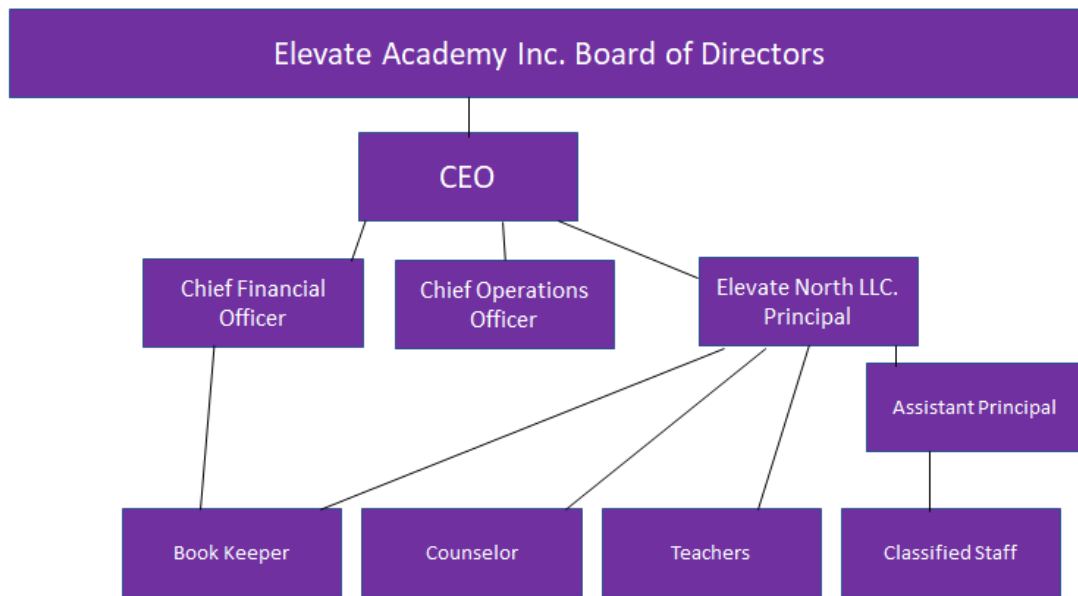 Elevate Academy Inc. Board of Directors
CEO
Chief Financial
Officer
Chief Operations
Officer
Elevate North LLC.
Principal
Assistant Principal
Book Keeper
Counselor
Teachers
Classified Staff